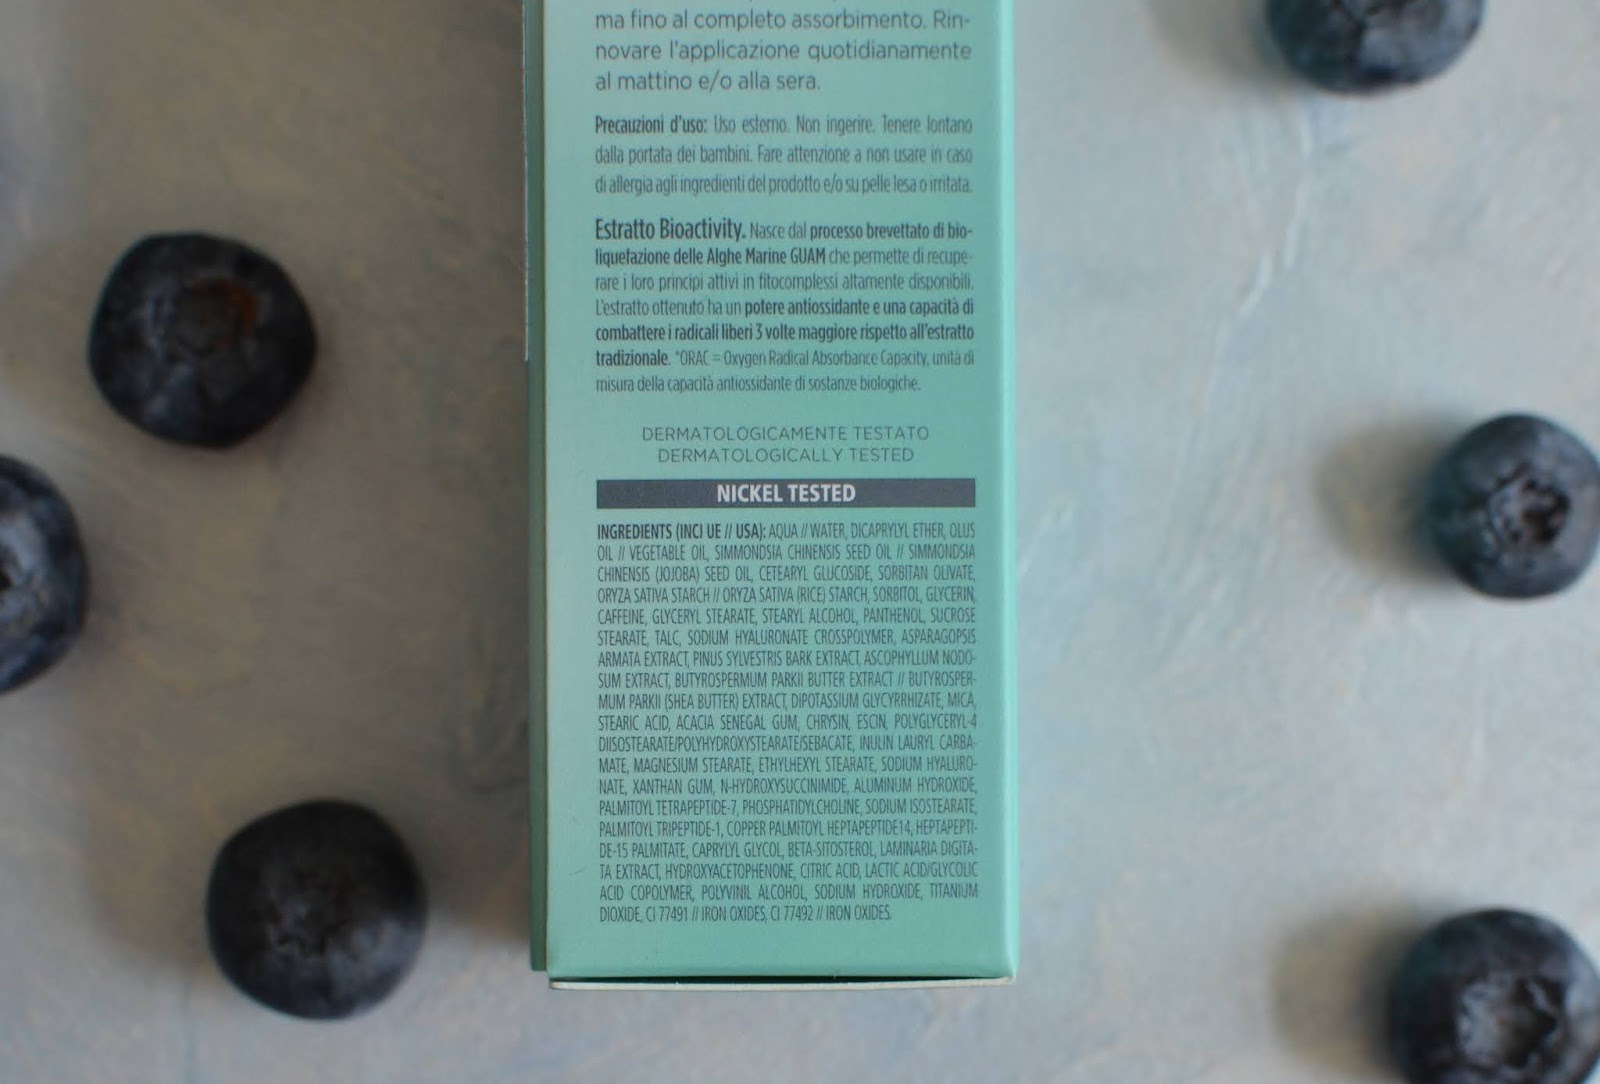 ma fino al completo assorbimento. Rin-
novare l'applicazione quotidianamente
al mattino e/o alla sera.
Precauzioni d'uso: Uso esterno. Non ingerire. Tenere lontano
dalla portata dei bambini. Fare attenzione a non usare in caso
di allergia agli ingredienti del prodotto e/o su pelle lesa o irritata.
Estratto Bioactivity. Nasce dal processo brevettato di bio-
liquefazione delle Alghe Marine GUAM che permette di recupe-
rare i loro principi attivi in fitocomplessi altamente disponibili.
L'estratto ottenuto ha un potere antiossidante e una capacità di
combattere i radicali liberi 3 volte maggiore rispetto all'estratto
tradizionale. *ORAC = Oxygen Radical Absorbance Capacity, unità di
misura della capacità antiossidante di sostanze biologiche.
DERMATOLOGICAMENTE TESTATO
DERMATOLOGICALLY TESTED
NICKEL TESTED
INGREDIENTS (INCI UE // USA): AQUA // WATER, DICAPRYLYL ETHER, OLUS
OIL // VEGETABLE OIL, SIMMONDSIA CHINENSIS SEED OIL // SIMMONDSIA
CHINENSIS (JOJOBA) SEED OIL, CETEARYL GLUCOSIDE, SORBITAN OLIVATE,
ORYZA SATIVA STARCH // ORYZA SATIVA (RICE) STARCH, SORBITOL, GLYCERIN,
CAFFEINE, GLYCERYL STEARATE, STEARYL ALCOHOL, PANTHENOL, SUCROSE
STEARATE, TALC, SODIUM HYALURONATE CROSSPOLYMER, ASPARAGOPSIS
ARMATA EXTRACT, PINUS SYLVESTRIS BARK EXTRACT, ASCOPHYLLUM NODO-
SUM EXTRACT, BUTYROSPERMUM PARKII BUTTER EXTRACT // BUTYROSPER-
MUM PARKII (SHEA BUTTER) EXTRACT, DIPOTASSIUM GLYCYRRHIZATE, MICA,
STEARIC ACID, ACACIA SENEGAL GUM, CHRYSIN, ESCIN, POLYGLYCERYL-4
DIISOSTEARATE/POLYHYDROXYSTEARATE/SEBACATE, INULIN LAURYL CARBA-
MATE, MAGNESIUM STEARATE, ETHYLHEXYL STEARATE, SODIUM HYALURO-
NATE, XANTHAN GUM, N-HYDROXYSUCCINIMIDE, ALUMINUM HYDROXIDE,
PALMITOYL TETRAPEPTIDE-7, PHOSPHATIDYLCHOLINE, SODIUM ISOSTEARATE,
PALMITOYL TRIPEPTIDE-1, COPPER PALMITOYL HEPTAPEPTIDE14, HEPTAPEPTI-
DE-15 PALMITATE, CAPRYLYL GLYCOL, BETA-SITOSTEROL, LAMINARIA DIGITA-
TA EXTRACT, HYDROXYACETOPHENONE, CITRIC ACID, LACTIC ACID/GLYCOLIC
ACID COPOLYMER, POLYVINIL ALCOHOL, SODIUM HYDROXIDE, TITANIUM
DIOXIDE, CI 77491 // IRON OXIDES, CI 77492 // IRON OXIDES.